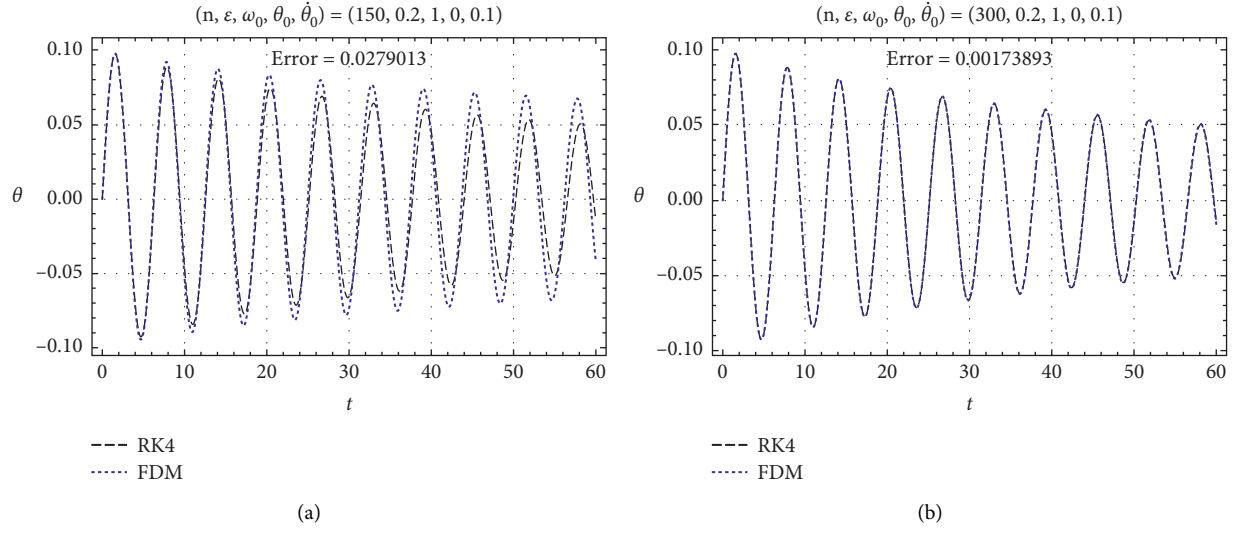 (n, ε, ω₀, θ₀, θ̇₀) = (150, 0.2, 1, 0, 0.1)
Error = 0.0279013
0.10
0.05
0.00
−0.05
−0.10
θ
0 10 20 30 40 50 60
t
RK4
FDM
(a)
(n, ε, ω₀, θ₀, θ̇₀) = (300, 0.2, 1, 0, 0.1)
Error = 0.00173893
0.10
0.05
0.00
−0.05
−0.10
θ
0 10 20 30 40 50 60
t
RK4
FDM
(b)